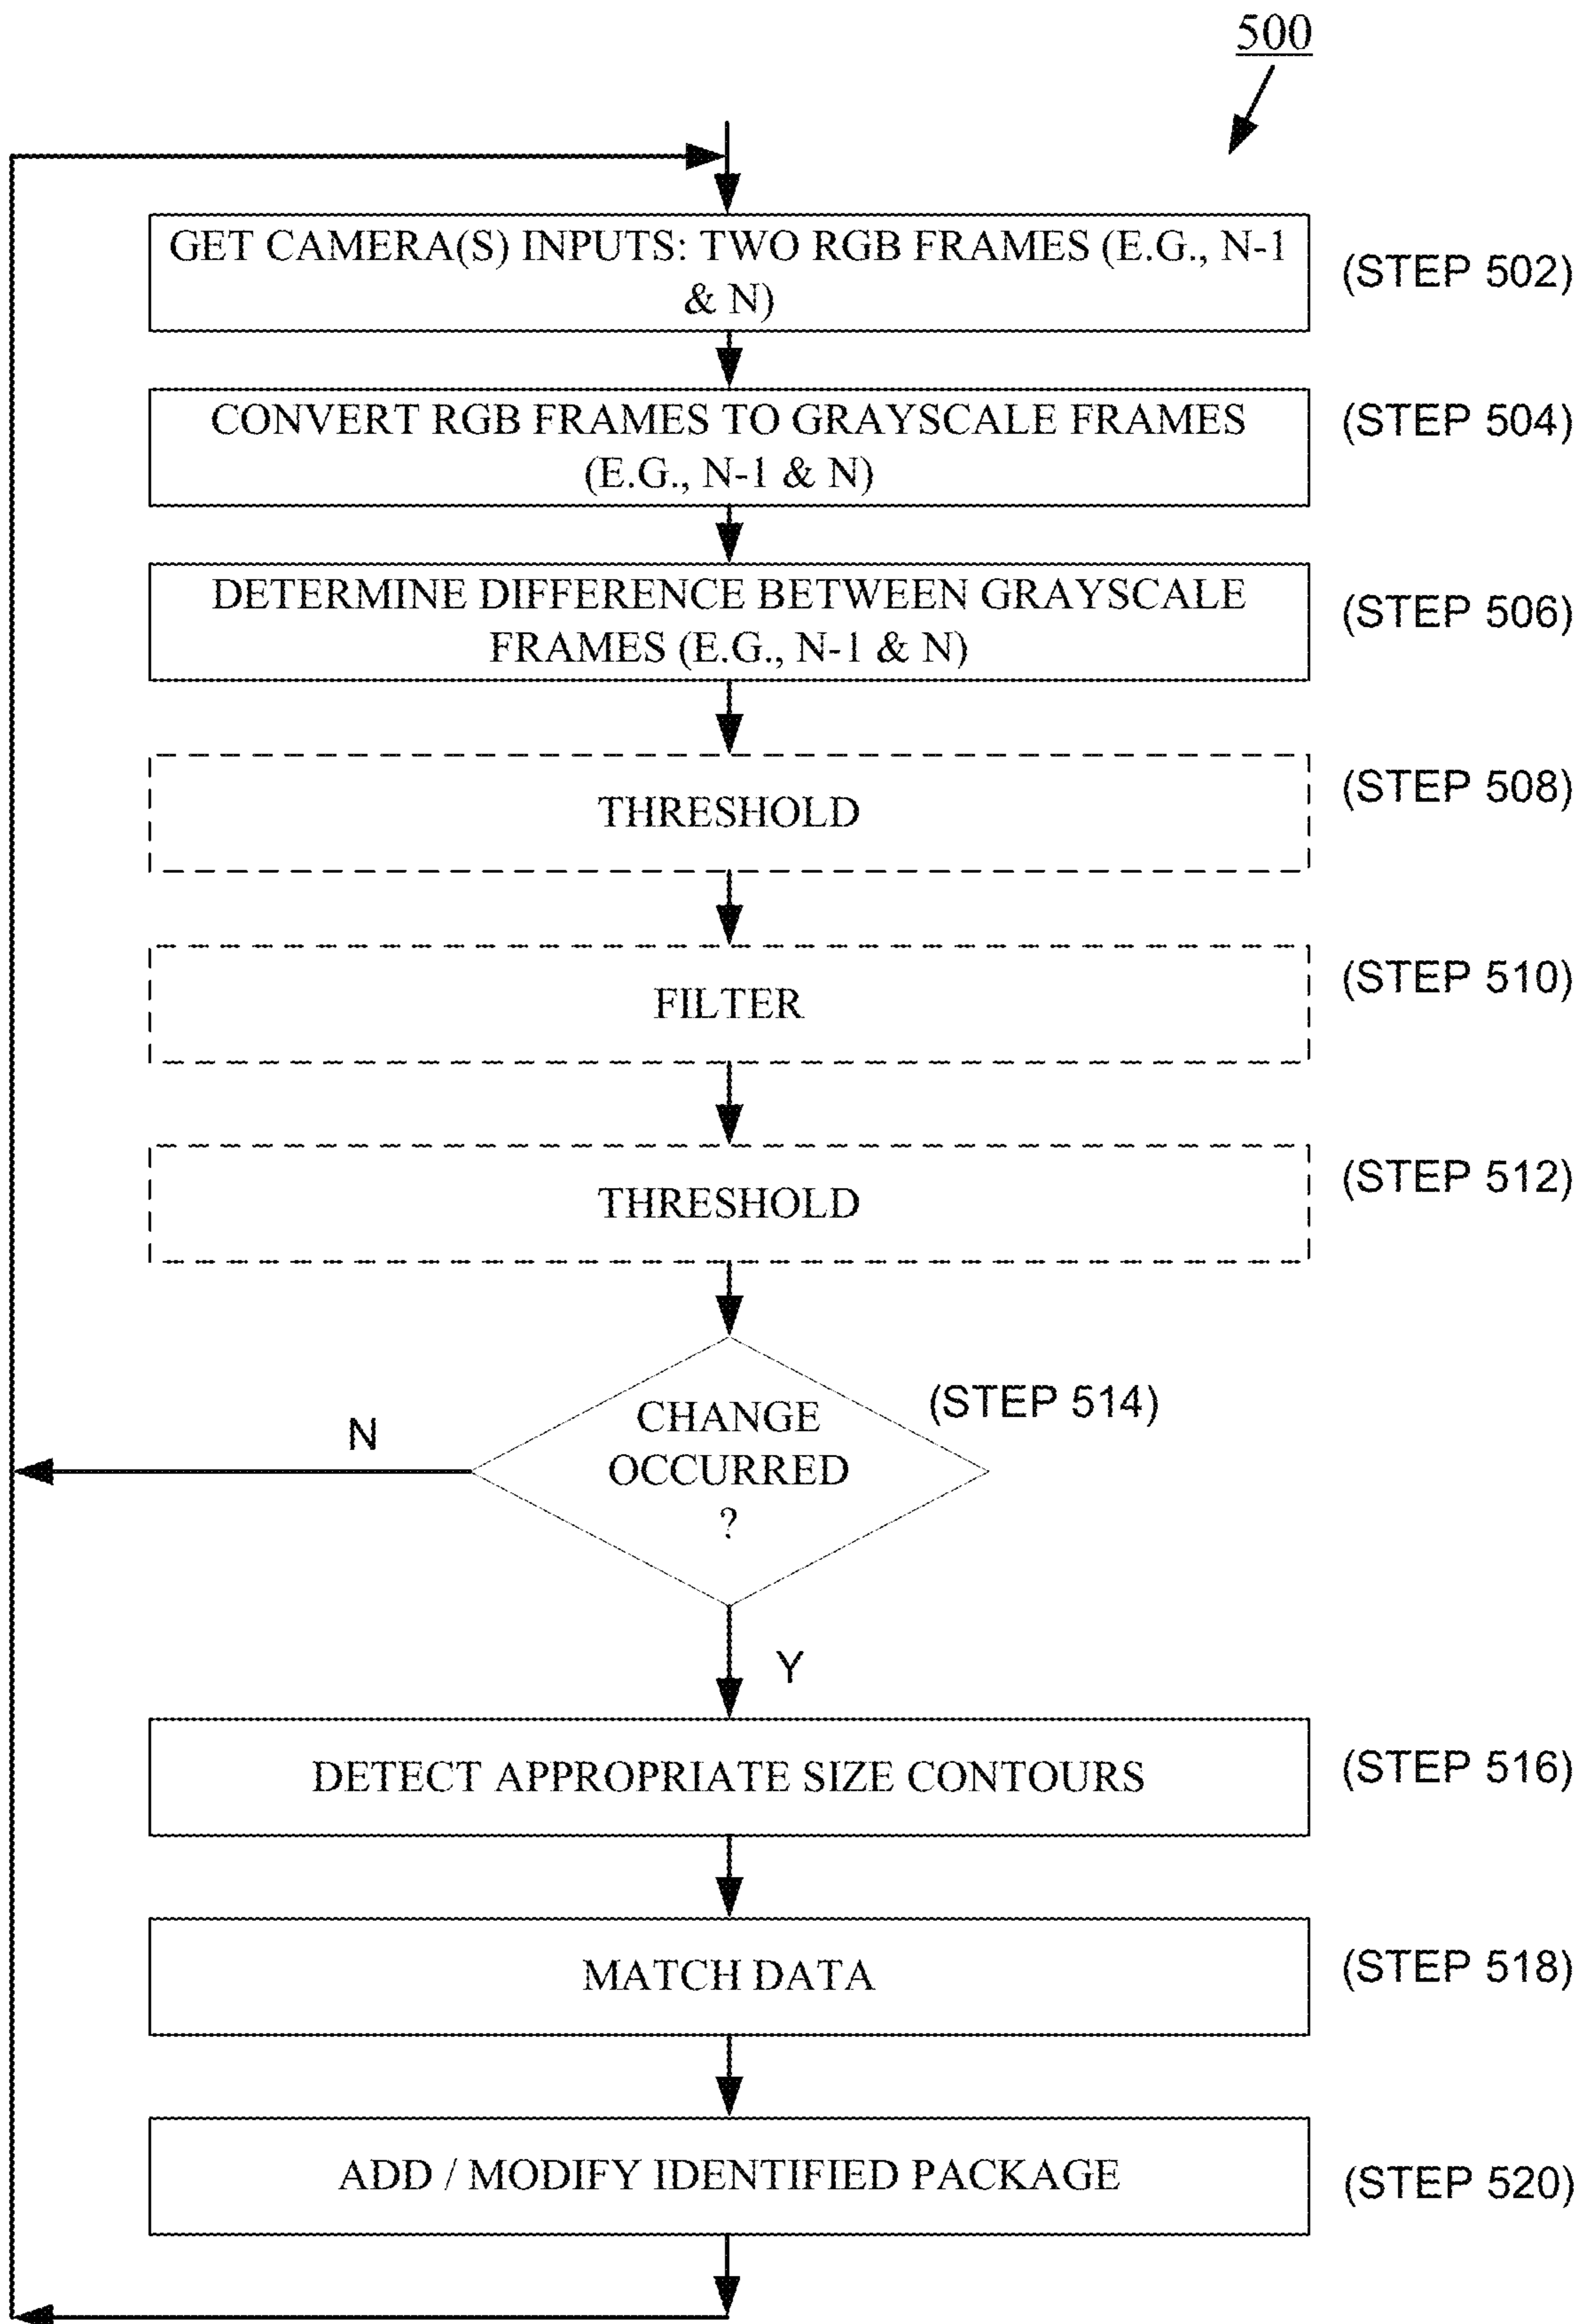 500
GET CAMERA(S) INPUTS: TWO RGB FRAMES (E.G., N-1
& N)
(STEP 502)
CONVERT RGB FRAMES TO GRAYSCALE FRAMES
(E.G., N-1 & N)
(STEP 504)
DETERMINE DIFFERENCE BETWEEN GRAYSCALE
FRAMES (E.G., N-1 & N)
(STEP 506)
THRESHOLD
(STEP 508)
FILTER
(STEP 510)
THRESHOLD
(STEP 512)
CHANGE
OCCURRED
?
(STEP 514)
N
Y
DETECT APPROPRIATE SIZE CONTOURS
(STEP 516)
MATCH DATA
(STEP 518)
ADD / MODIFY IDENTIFIED PACKAGE
(STEP 520)